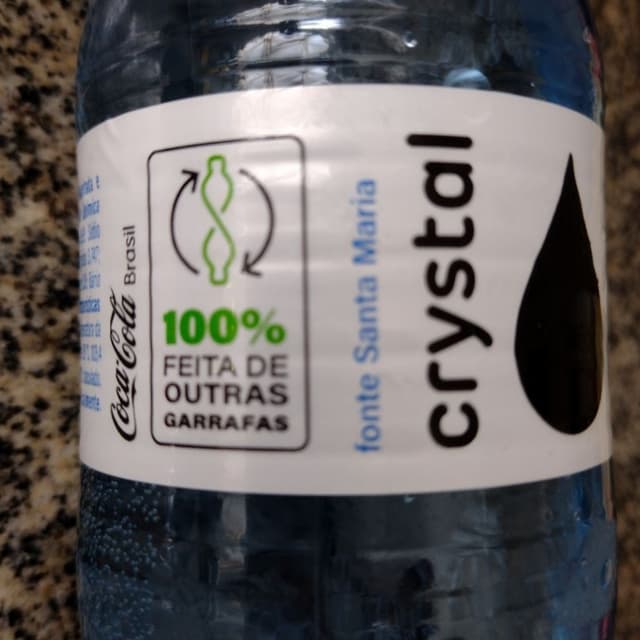 Coca-Cola Brasil
100%
FEITA DE
OUTRAS
GARRAFAS
fonte Santa Maria
crystal